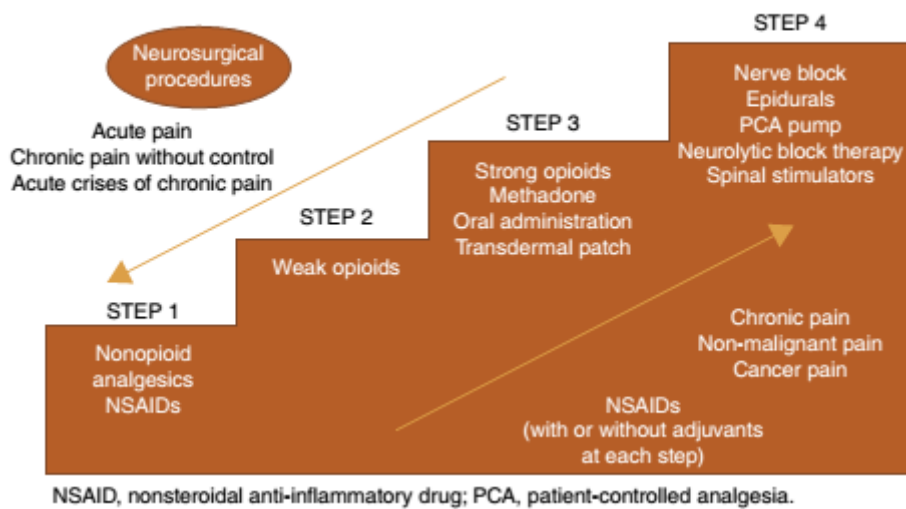 Neurosurgical
procedures
Acute pain
Chronic pain without control
Acute crises of chronic pain
STEP 1
Nonopioid
analgesics
NSAIDs
STEP 2
Weak opioids
STEP 3
Strong opioids
Methadone
Oral administration
Transdermal patch
STEP 4
Nerve block
Epidurals
PCA pump
Neurolytic block therapy
Spinal stimulators
Chronic pain
Non-malignant pain
Cancer pain
NSAIDs
(with or without adjuvants
at each step)
NSAID, nonsteroidal anti-inflammatory drug; PCA, patient-controlled analgesia.